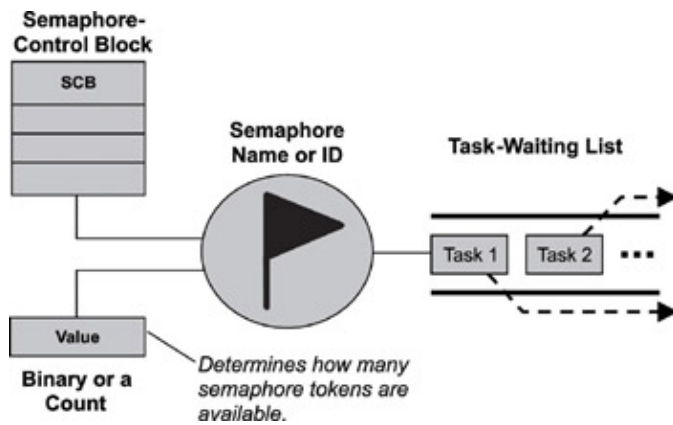 Semaphore-
Control Block
SCB
Semaphore
Name or ID
Task-Waiting List
Task 1
Task 2
Value
Binary or a
Count
Determines how many
semaphore tokens are
available.